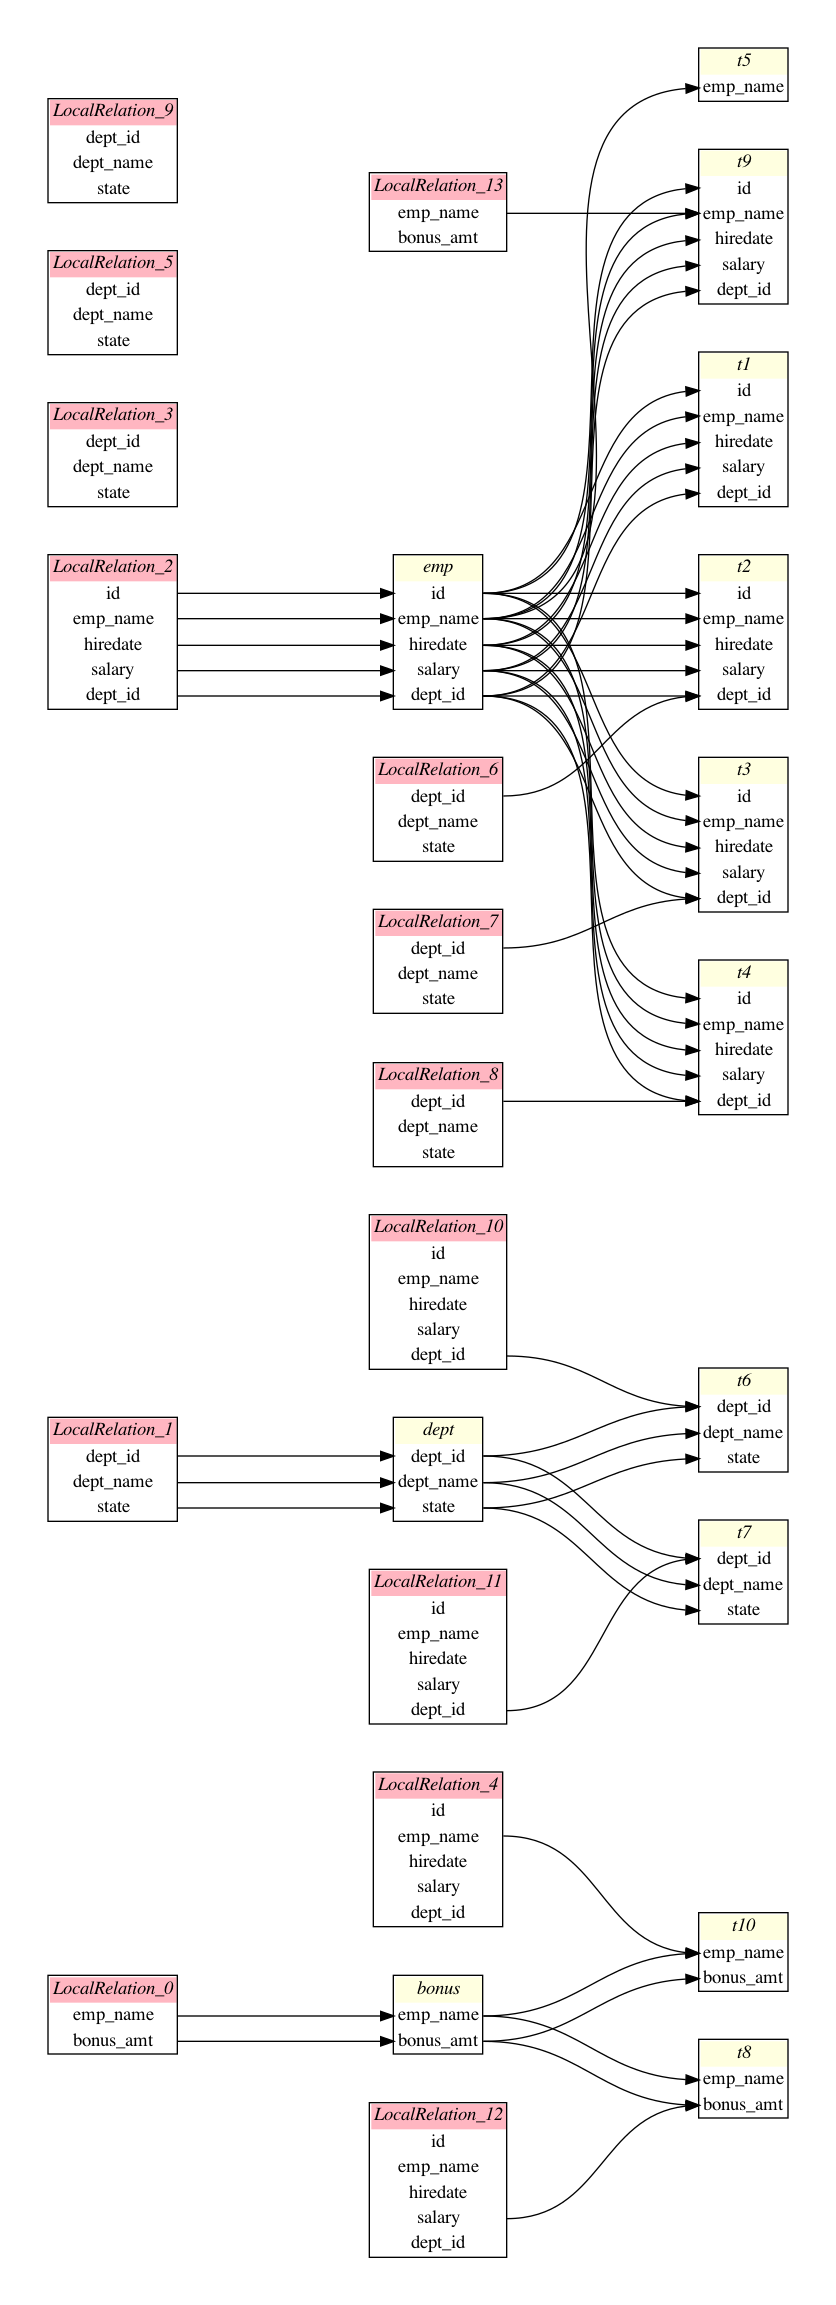 LocalRelation_9
dept_id
dept_name
state
LocalRelation_5
dept_id
dept_name
state
LocalRelation_3
dept_id
dept_name
state
LocalRelation_2
id
emp_name
hiredate
salary
dept_id
LocalRelation_1
dept_id
dept_name
state
LocalRelation_0
emp_name
bonus_amt
LocalRelation_13
emp_name
bonus_amt
emp
id
emp_name
hiredate
salary
dept_id
LocalRelation_6
dept_id
dept_name
state
LocalRelation_7
dept_id
dept_name
state
LocalRelation_8
dept_id
dept_name
state
LocalRelation_10
id
emp_name
hiredate
salary
dept_id
dept
dept_id
dept_name
state
LocalRelation_11
id
emp_name
hiredate
salary
dept_id
LocalRelation_4
id
emp_name
hiredate
salary
dept_id
bonus
emp_name
bonus_amt
LocalRelation_12
id
emp_name
hiredate
salary
dept_id
t5
emp_name
t9
id
emp_name
hiredate
salary
dept_id
t1
id
emp_name
hiredate
salary
dept_id
t2
id
emp_name
hiredate
salary
dept_id
t3
id
emp_name
hiredate
salary
dept_id
t4
id
emp_name
hiredate
salary
dept_id
t6
dept_id
dept_name
state
t7
dept_id
dept_name
state
t10
emp_name
bonus_amt
t8
emp_name
bonus_amt